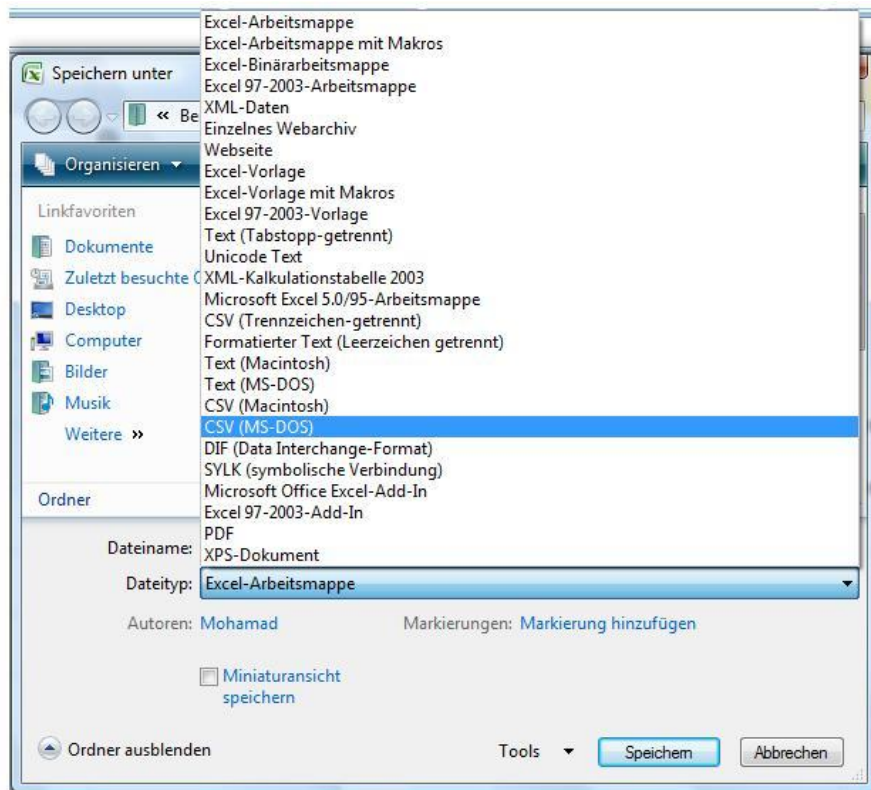 Excel-Arbeitsmappe
Excel-Arbeitsmappe mit Makros
Excel-Binärarbeitsmappe
Excel 97-2003-Arbeitsmappe
XML-Daten
Einzelnes Webarchiv
Webseite
Excel-Vorlage
Excel-Vorlage mit Makros
Excel 97-2003-Vorlage
Text (Tabstopp-getrennt)
Unicode Text
XML-Kalkulationstabelle 2003
Microsoft Excel 5.0/95-Arbeitsmappe
CSV (Trennzeichen-getrennt)
Formatierter Text (Leerzeichen getrennt)
Text (Macintosh)
Text (MS-DOS)
CSV (Macintosh)
CSV (MS-DOS)
DIF (Data Interchange-Format)
SYLK (symbolische Verbindung)
Microsoft Office Excel-Add-In
Excel 97-2003-Add-In
PDF
XPS-Dokument
Speichern unter
« Be
Organisieren
Linkfavoriten
Dokumente
Zuletzt besuchte
Desktop
Computer
Bilder
Musik
Weitere »
Ordner
Dateiname:
Dateityp: Excel-Arbeitsmappe
Autoren: Mohamad Markierungen: Markierung hinzufügen
Miniaturansicht
speichern
Ordner ausblenden Tools Speichern Abbrechen